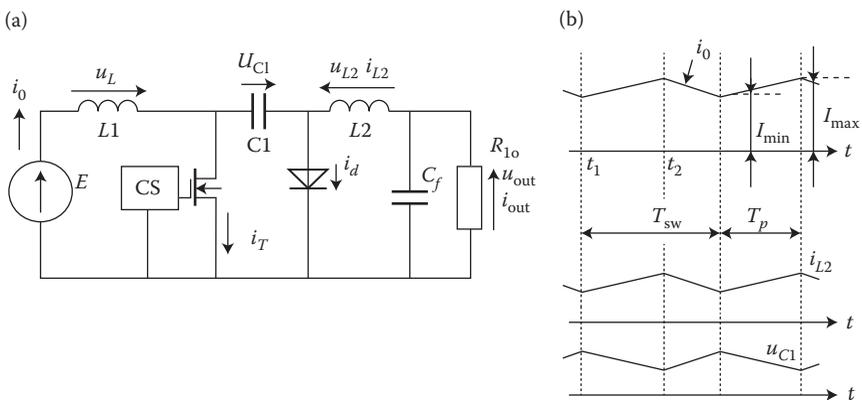 (a)
i0
uL
L1
UCl
C1
uL2 iL2
L2
E
CS
iT
id
Cf
R1o
uout
iout
(b)
i0
Imin
Imax
t
t1
t2
Tsw
Tp
iL2
t
uC1
t